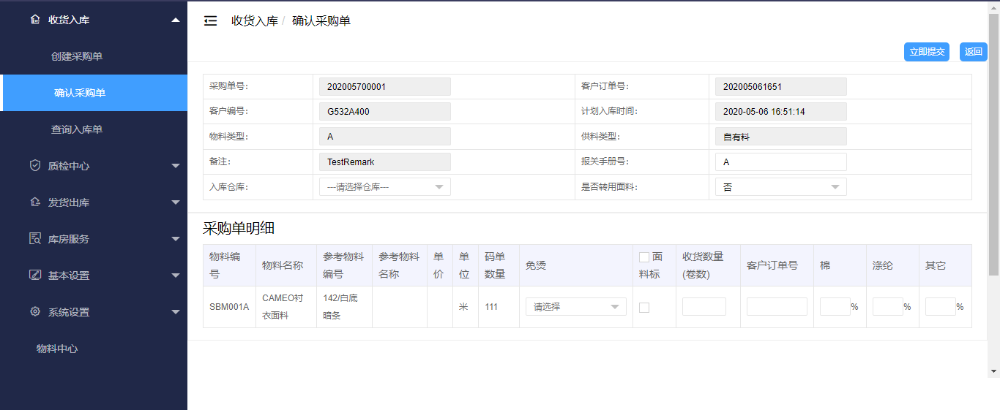 收货入库
创建采购单
确认采购单
查询入库单
质检中心
发货出库
库房服务
基本设置
系统设置
物料中心
收货入库 / 确认采购单
立即提交 返回
采购单号: 202005700001 客户订单号: 202005061651
客户编号: G532A400 计划入库时间: 2020-05-06 16:51:14
物料类型: A 供料类型: 自有料
备注: TestRemark 报关手册号: A
入库仓库: ---请选择仓库--- 是否转用面料: 否
采购单明细
物料编号 物料名称 参考物料编号 参考物料名称 单价 单位 码单数量 免烫 面料标 收货数量(卷数) 客户订单号 棉 涤纶 其它
SBM001A CAMEO衬衣面料 142/白底暗条 米 111 请选择 % % %